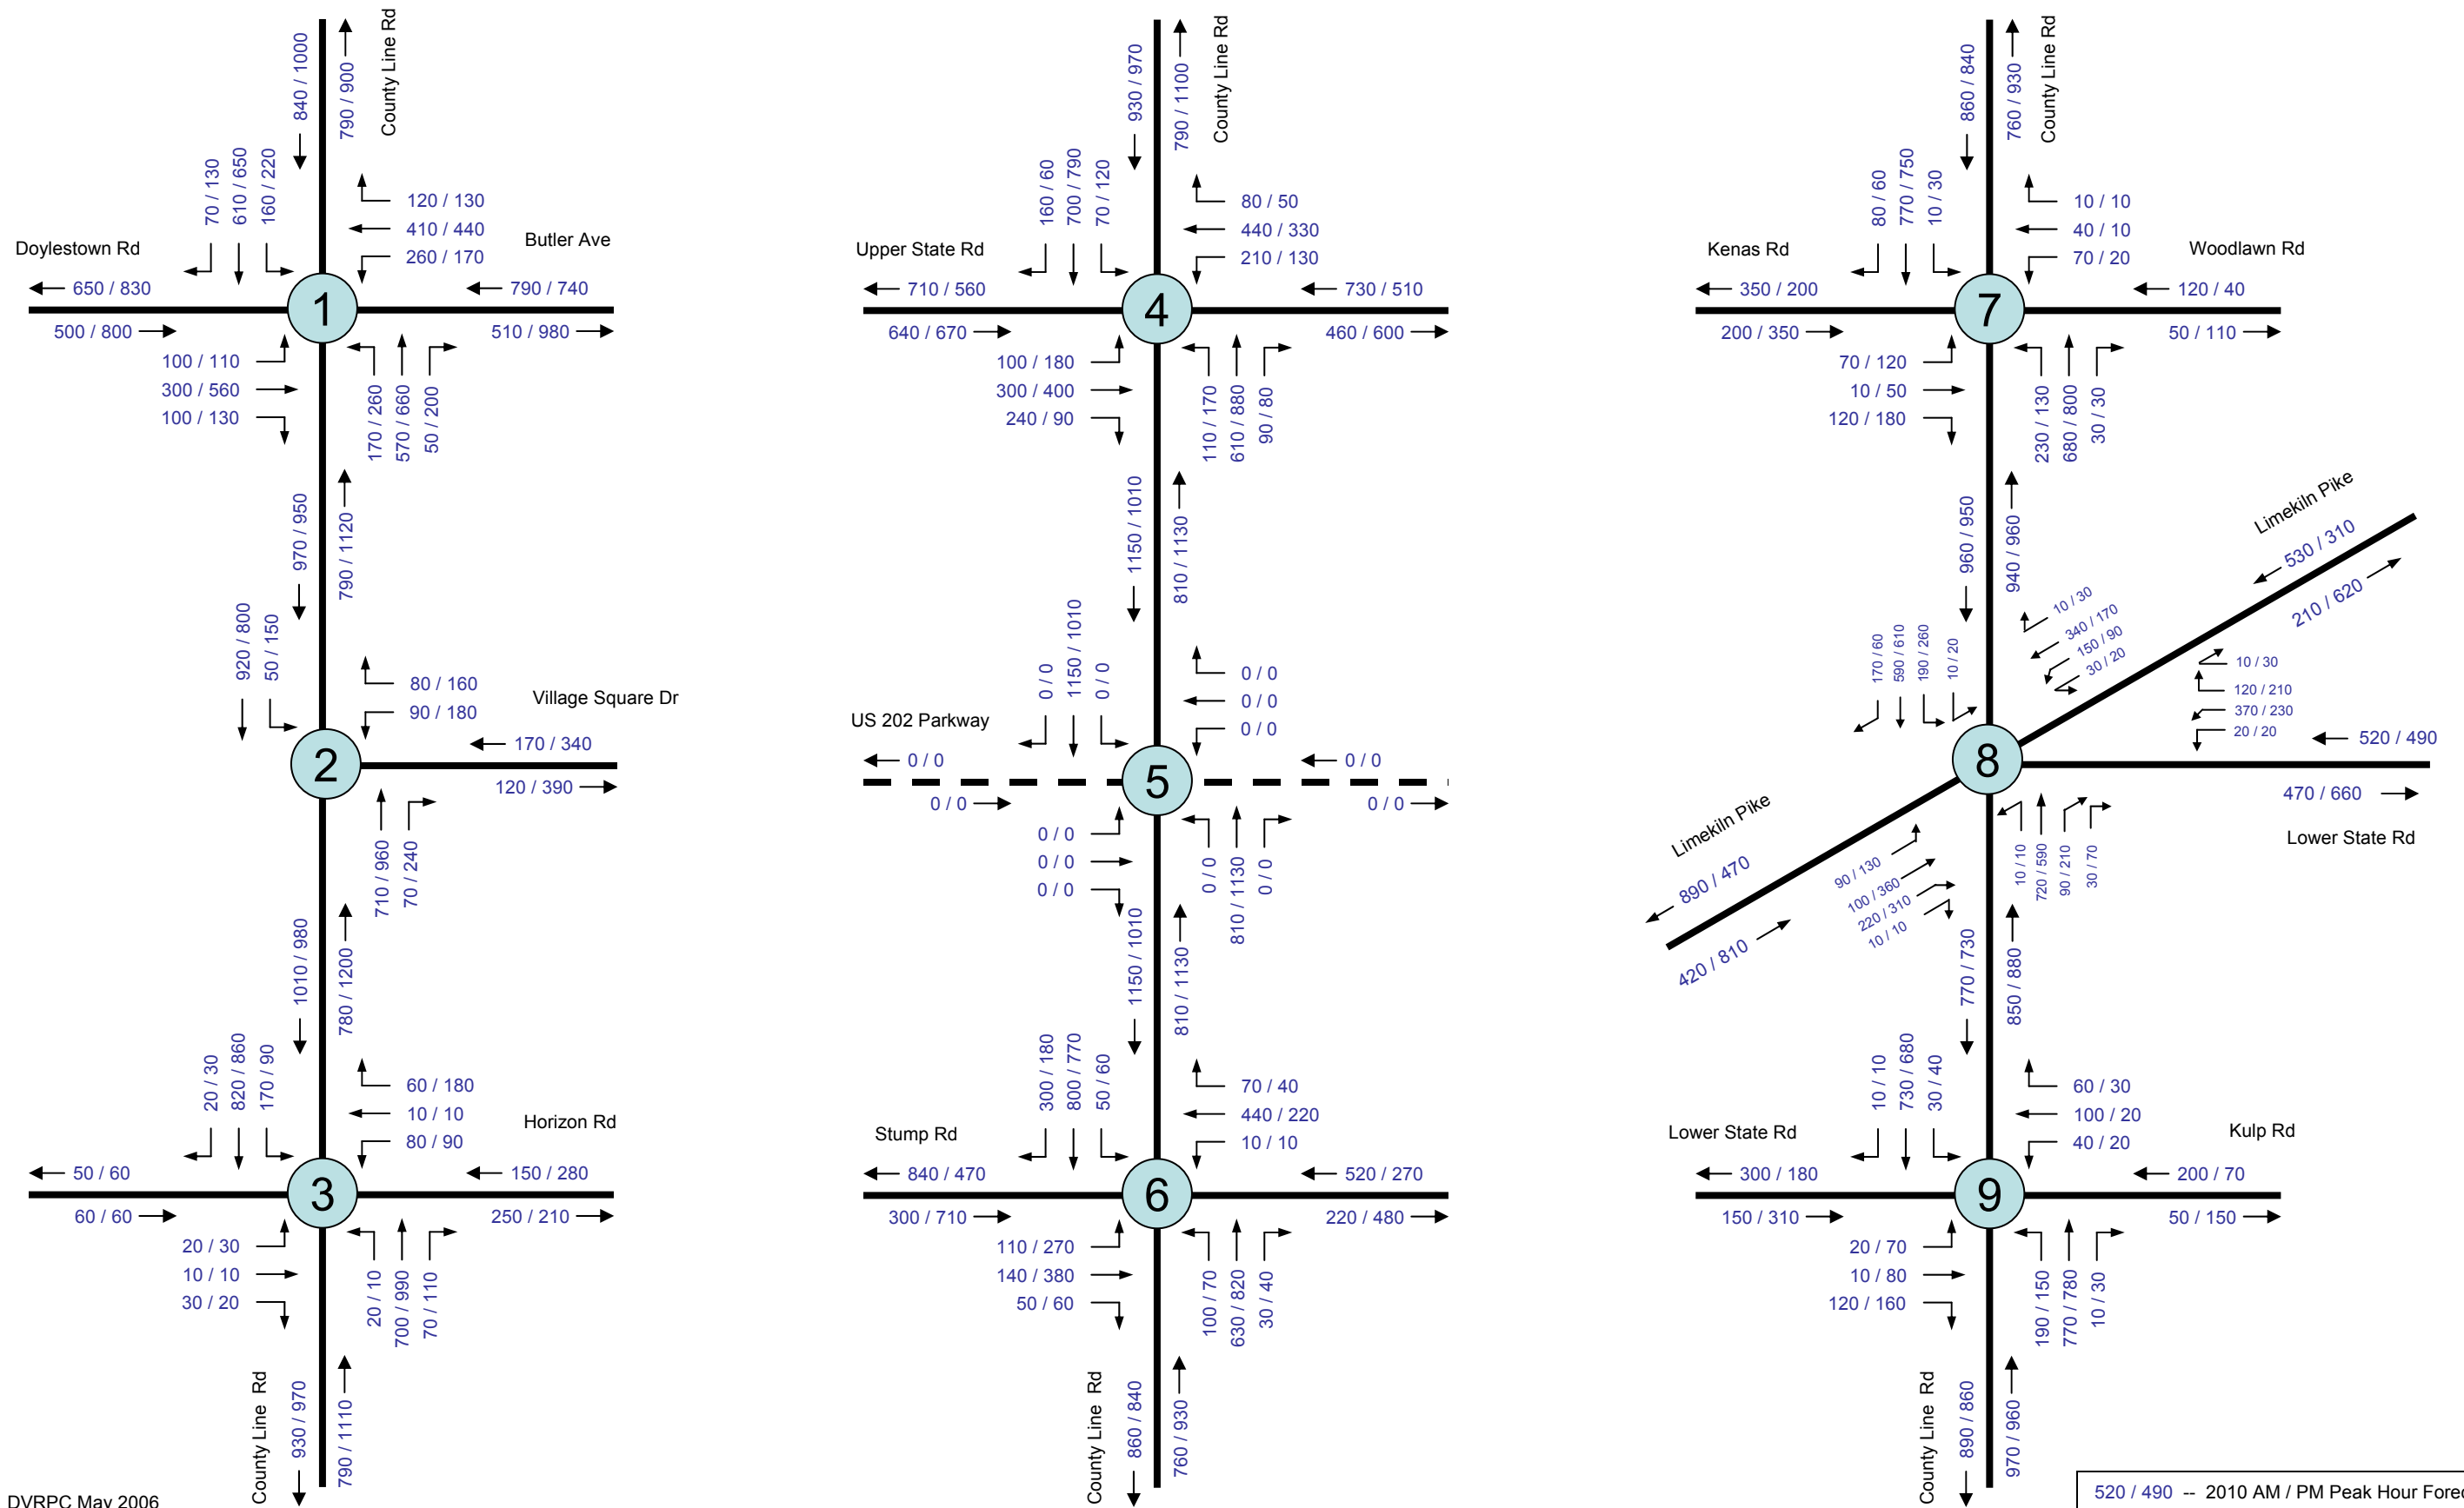 840 / 1000
790 / 900
County Line Rd
70 / 130
610 / 650
160 / 220
120 / 130
410 / 440
260 / 170
Doylestown Rd
Butler Ave
650 / 830
790 / 740
1
500 / 800
510 / 980
100 / 110
300 / 560
100 / 130
170 / 260
570 / 660
50 / 200
970 / 950
790 / 1120
920 / 800
50 / 150
80 / 160
90 / 180
Village Square Dr
170 / 340
2
120 / 390
710 / 960
70 / 240
1010 / 980
780 / 1200
20 / 30
820 / 860
170 / 90
60 / 180
10 / 10
80 / 90
Horizon Rd
50 / 60
150 / 280
3
60 / 60
250 / 210
20 / 30
10 / 10
30 / 20
20 / 10
700 / 990
70 / 110
County Line Rd
930 / 970
790 / 1110
DVRPC May 2006
930 / 970
790 / 1100
County Line Rd
160 / 60
700 / 790
70 / 120
80 / 50
440 / 330
210 / 130
Upper State Rd
710 / 560
730 / 510
4
640 / 670
460 / 600
100 / 180
300 / 400
240 / 90
110 / 170
610 / 880
90 / 80
1150 / 1010
810 / 1130
0 / 0
1150 / 1010
0 / 0
0 / 0
0 / 0
0 / 0
US 202 Parkway
0 / 0
0 / 0
5
0 / 0
0 / 0
0 / 0
0 / 0
0 / 0
0 / 0
810 / 1130
0 / 0
1150 / 1010
810 / 1130
300 / 180
800 / 770
50 / 60
70 / 40
440 / 220
10 / 10
Stump Rd
840 / 470
520 / 270
6
300 / 710
220 / 480
110 / 270
140 / 380
50 / 60
100 / 70
630 / 820
30 / 40
County Line Rd
860 / 840
760 / 930
860 / 840
760 / 930
County Line Rd
80 / 60
770 / 750
10 / 30
10 / 10
40 / 10
70 / 20
Kenas Rd
Woodlawn Rd
350 / 200
120 / 40
7
200 / 350
50 / 110
70 / 120
10 / 50
120 / 180
230 / 130
680 / 800
30 / 30
960 / 950
940 / 960
Limekiln Pike
530 / 310
210 / 620
10 / 30
340 / 170
150 / 90
30 / 20
170 / 60
590 / 610
190 / 260
10 / 20
10 / 30
120 / 210
370 / 230
20 / 20
520 / 490
8
470 / 660
Lower State Rd
Limekiln Pike
890 / 470
420 / 810
90 / 130
100 / 360
220 / 310
10 / 10
10 / 10
720 / 590
90 / 210
30 / 70
770 / 730
850 / 880
10 / 10
730 / 680
30 / 40
60 / 30
100 / 20
40 / 20
Lower State Rd
Kulp Rd
300 / 180
200 / 70
9
150 / 310
50 / 150
20 / 70
10 / 80
120 / 160
190 / 150
770 / 780
10 / 30
County Line Rd
890 / 860
970 / 960
520 / 490 -- 2010 AM / PM Peak Hour Fore